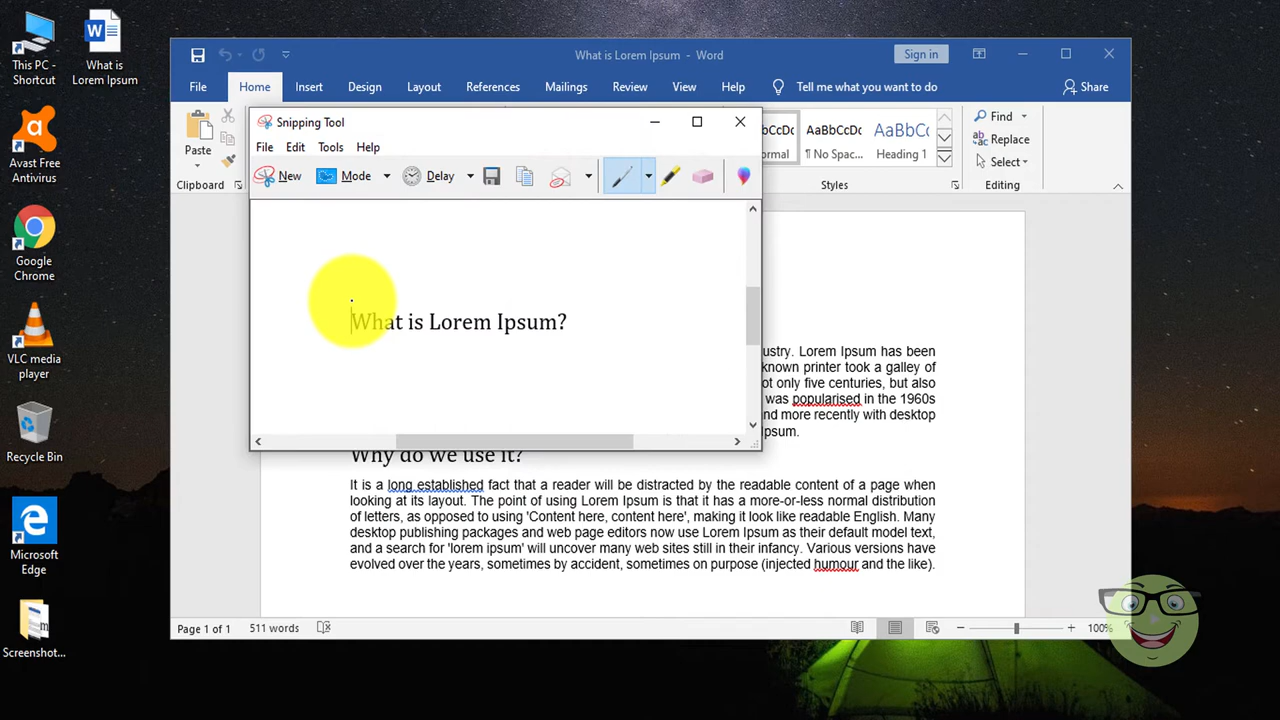 This PC - Shortcut
What is Lorem Ipsum
Avast Free Antivirus
Google Chrome
VLC media player
Recycle Bin
Microsoft Edge
Screenshot...
What is Lorem Ipsum - Word
Sign in
File Home Insert Design Layout References Mailings Review View Help Tell me what you want to do Share
Paste
Clipboard
AaBbCcDc AaBbC
¶ No Spac... Heading 1
Styles
Find
Replace
Select
Editing
Snipping Tool
File Edit Tools Help
New Mode Delay
What is Lorem Ipsum?
Lorem Ipsum has been
known printer took a galley of
not only five centuries, but also
was popularised in the 1960s
more recently with desktop
Why do we use it?
It is a long established fact that a reader will be distracted by the readable content of a page when
looking at its layout. The point of using Lorem Ipsum is that it has a more-or-less normal distribution
of letters, as opposed to using 'Content here, content here', making it look like readable English. Many
desktop publishing packages and web page editors now use Lorem Ipsum as their default model text,
and a search for 'lorem ipsum' will uncover many web sites still in their infancy. Various versions have
evolved over the years, sometimes by accident, sometimes on purpose (injected humour and the like).
Page 1 of 1 511 words 100%